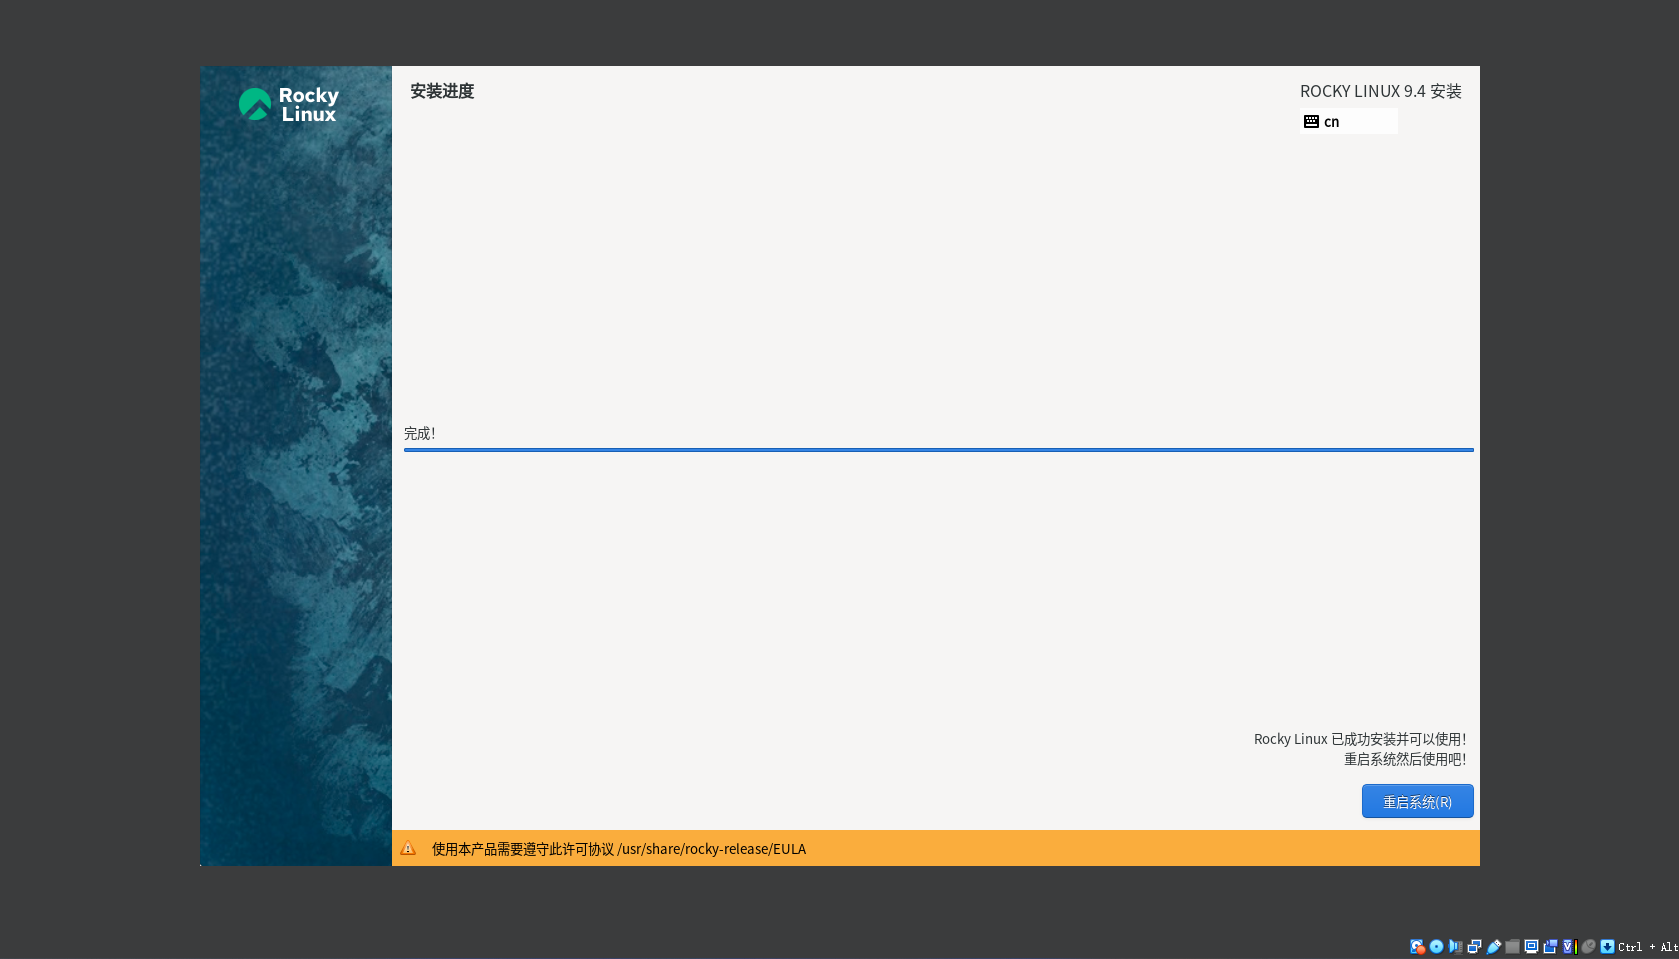 Rocky
Linux
安装进度
ROCKY LINUX 9.4 安装
cn
完成！
Rocky Linux 已成功安装并可以使用！
重启系统然后使用吧！
重启系统(R)
使用本产品需要遵守此许可协议 /usr/share/rocky-release/EULA
Ctrl + Alt